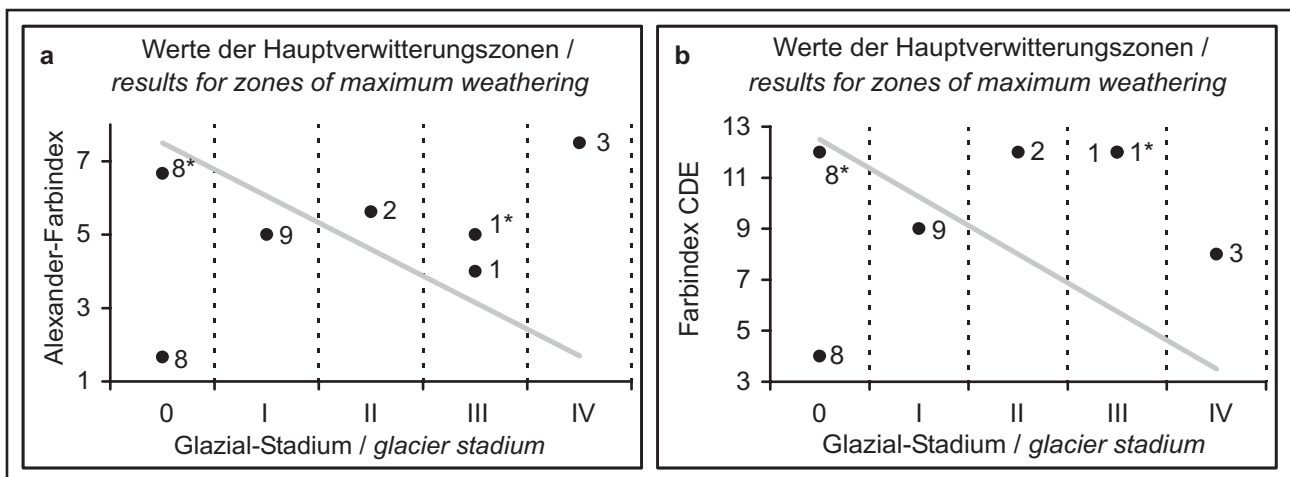 a
Werte der Hauptverwitterungszonen /
results for zones of maximum weathering
Alexander-Farbindex
7
5
3
1
8*
8
9
2
1*
1
3
0 I II III IV
Glazial-Stadium / glacier stadium
b
Werte der Hauptverwitterungszonen /
results for zones of maximum weathering
Farbindex CDE
13
11
9
7
5
3
8*
8
9
2
1 1*
3
0 I II III IV
Glazial-Stadium / glacier stadium